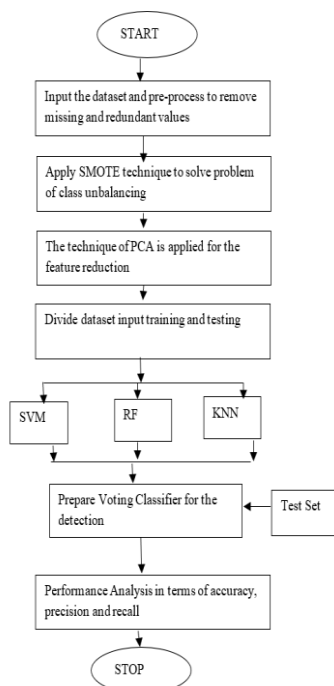 START
Input the dataset and pre-process to remove
missing and redundant values
Apply SMOTE technique to solve problem
of class unbalancing
The technique of PCA is applied for the
feature reduction
Divide dataset input training and testing
SVM
RF
KNN
Prepare Voting Classifier for the
detection
Test Set
Performance Analysis in terms of accuracy,
precision and recall
STOP